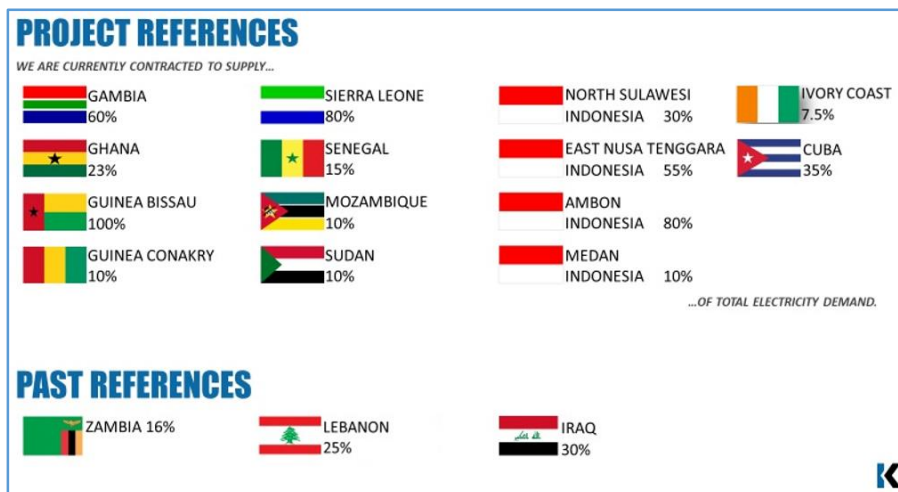 PROJECT REFERENCES
WE ARE CURRENTLY CONTRACTED TO SUPPLY...
GAMBIA
60%
GHANA
23%
GUINEA BISSAU
100%
GUINEA CONAKRY
10%
SIERRA LEONE
80%
SENEGAL
15%
MOZAMBIQUE
10%
SUDAN
10%
NORTH SULAWESI
INDONESIA 30%
EAST NUSA TENGGARA
INDONESIA 55%
AMBON
INDONESIA 80%
MEDAN
INDONESIA 10%
IVORY COAST
7.5%
CUBA
35%
...OF TOTAL ELECTRICITY DEMAND.
PAST REFERENCES
ZAMBIA 16%
LEBANON
25%
IRAQ
30%
K